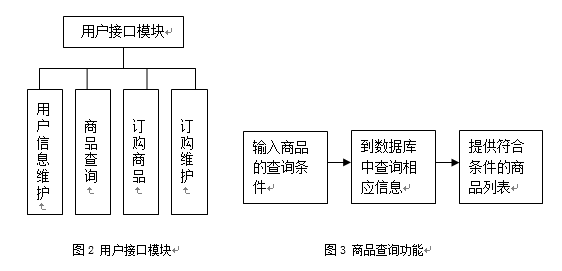 用户接口模块
用户信息维护
商品查询
订购商品
订购维护
输入商品
的查询条
件
到数据库
中查询相
应信息
提供符合
条件的商
品列表
图2 用户接口模块
图3 商品查询功能